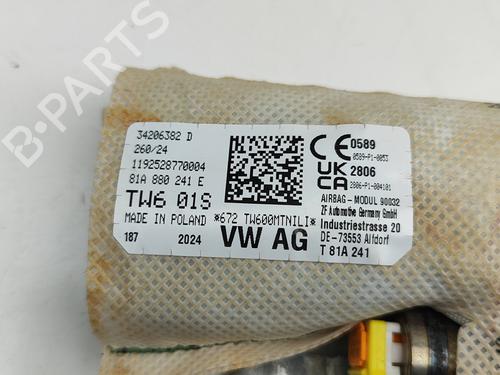 34206382 D
260/24
1192528770004
81A 880 241 E
TW6 01S
MADE IN POLAND *672 TW600MTNILI*
187 2024 VW AG
CE 0589
0589-P1-0053
UKCA 2806
2806-P1-004101
AIRBAG-MODUL 90032
ZF Automotive Germany GmbH
Industriestrasse 20
DE-73553 Alfdorf
T 81A 241
B-PARTS